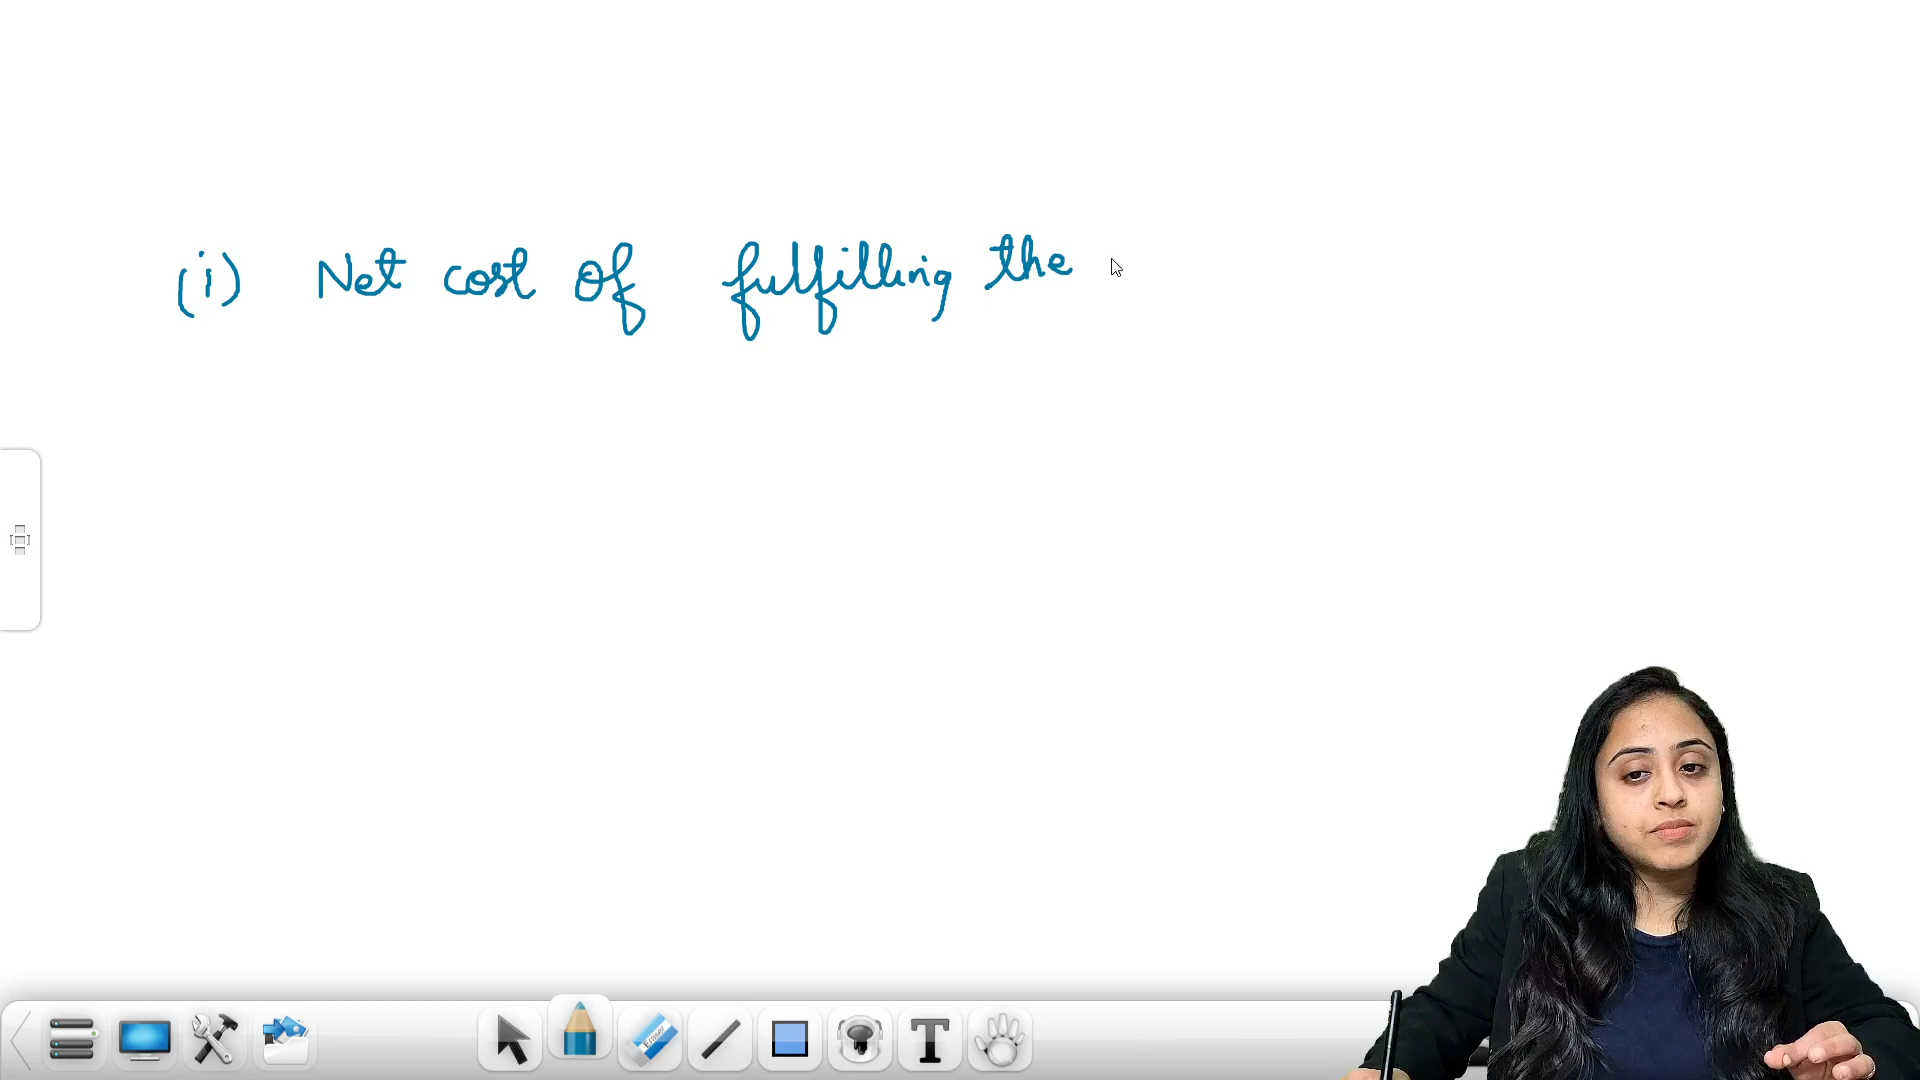 (i) Net cost of fulfilling the